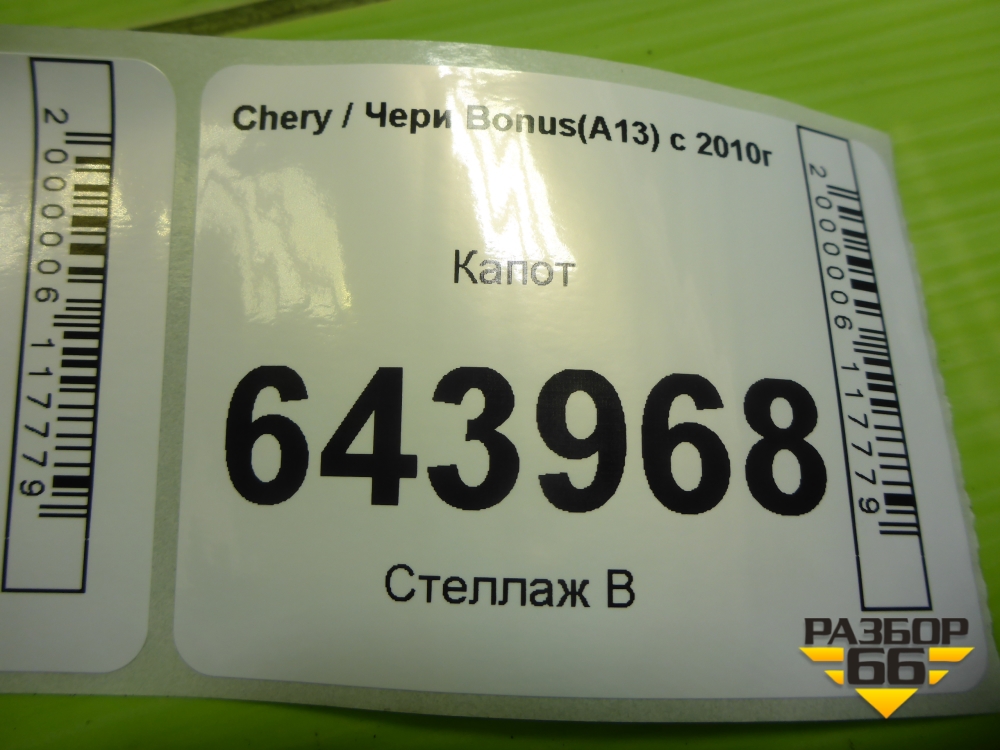 2000006117779
Chery / Чери Bonus(A13) с 2010г
Капот
643968
Стеллаж В
2000006117779
РАЗБОР
66